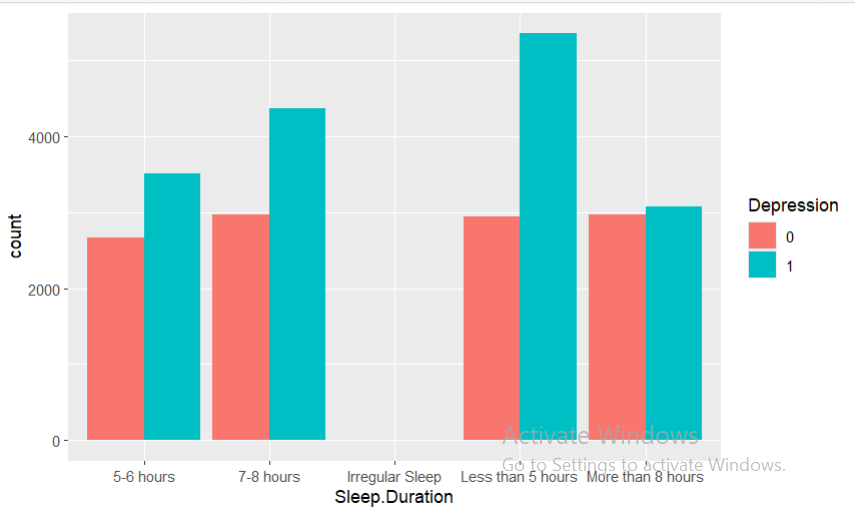 4000
2000
0
count
5-6 hours
7-8 hours
Irregular Sleep
Less than 5 hours
More than 8 hours
Sleep.Duration
Depression
0
1
Activate Windows
Go to Settings to activate Windows.